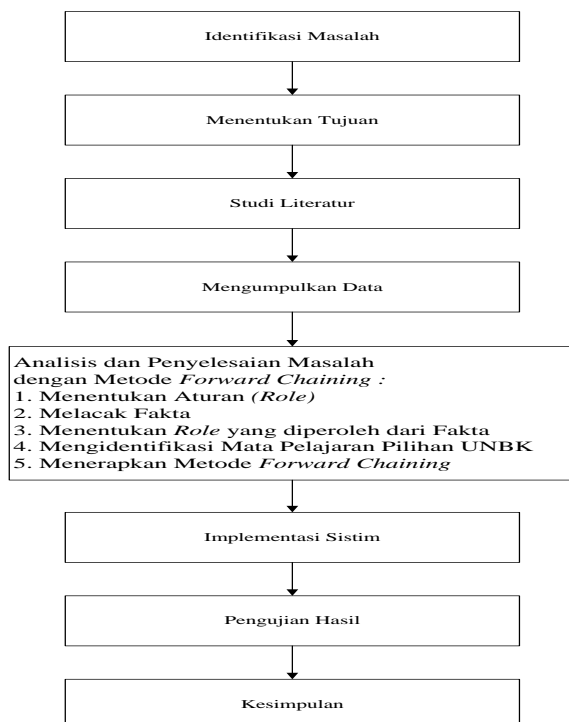 Identifikasi Masalah
Menentukan Tujuan
Studi Literatur
Mengumpulkan Data
Analisis dan Penyelesaian Masalah
dengan Metode Forward Chaining :
1. Menentukan Aturan (Role)
2. Melacak Fakta
3. Menentukan Role yang diperoleh dari Fakta
4. Mengidentifikasi Mata Pelajaran Pilihan UNBK
5. Menerapkan Metode Forward Chaining
Implementasi Sistim
Pengujian Hasil
Kesimpulan